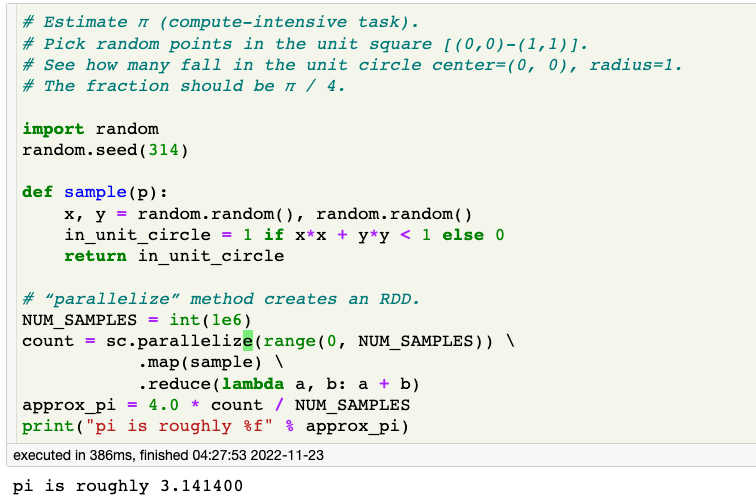 # Estimate π (compute-intensive task).
# Pick random points in the unit square [(0,0)-(1,1)].
# See how many fall in the unit circle center=(0, 0), radius=1.
# The fraction should be π / 4.

import random
random.seed(314)

def sample(p):
    x, y = random.random(), random.random()
    in_unit_circle = 1 if x*x + y*y < 1 else 0
    return in_unit_circle

# “parallelize” method creates an RDD.
NUM_SAMPLES = int(1e6)
count = sc.parallelize(range(0, NUM_SAMPLES)) \
           .map(sample) \
           .reduce(lambda a, b: a + b)
approx_pi = 4.0 * count / NUM_SAMPLES
print("pi is roughly %f" % approx_pi)
executed in 386ms, finished 04:27:53 2022-11-23
pi is roughly 3.141400